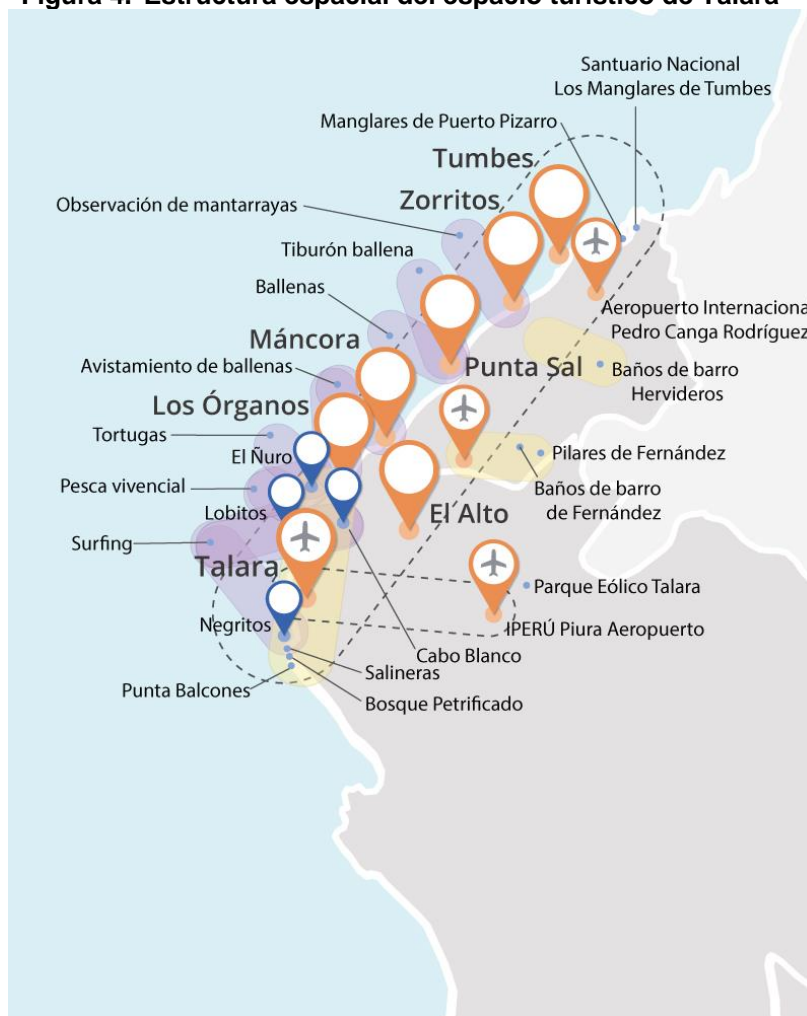 Figura 4. Estructura espacial del espacio turístico de Talara
Santuario Nacional
Los Manglares de Tumbes
Manglares de Puerto Pizarro
Tumbes
Zorritos
Observación de mantarrayas
Tiburón ballena
Ballenas
Aeropuerto Internaciona
Pedro Canga Rodríguez
Máncora
Avistamiento de ballenas
Punta Sal
Baños de barro
Hervideros
Los Órganos
Tortugas
El Ñuro
Pilares de Fernández
Pesca vivencial
Baños de barro
de Fernández
Lobitos
El Alto
Surfing
Talara
Parque Eólico Talara
Negritos
IPERÚ Piura Aeropuerto
Cabo Blanco
Salineras
Punta Balcones
Bosque Petrificado